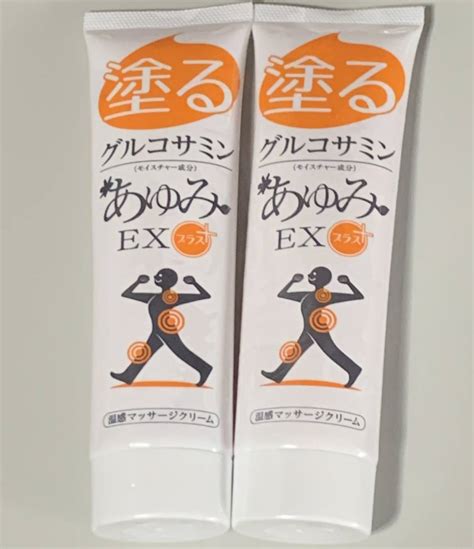 塗る
グルコサミン
(モイスチャー成分)
あゆみ
EX プラス+
温感マッサージクリーム
塗る
グルコサミン
(モイスチャー成分)
あゆみ
EX プラス+
温感マッサージクリーム